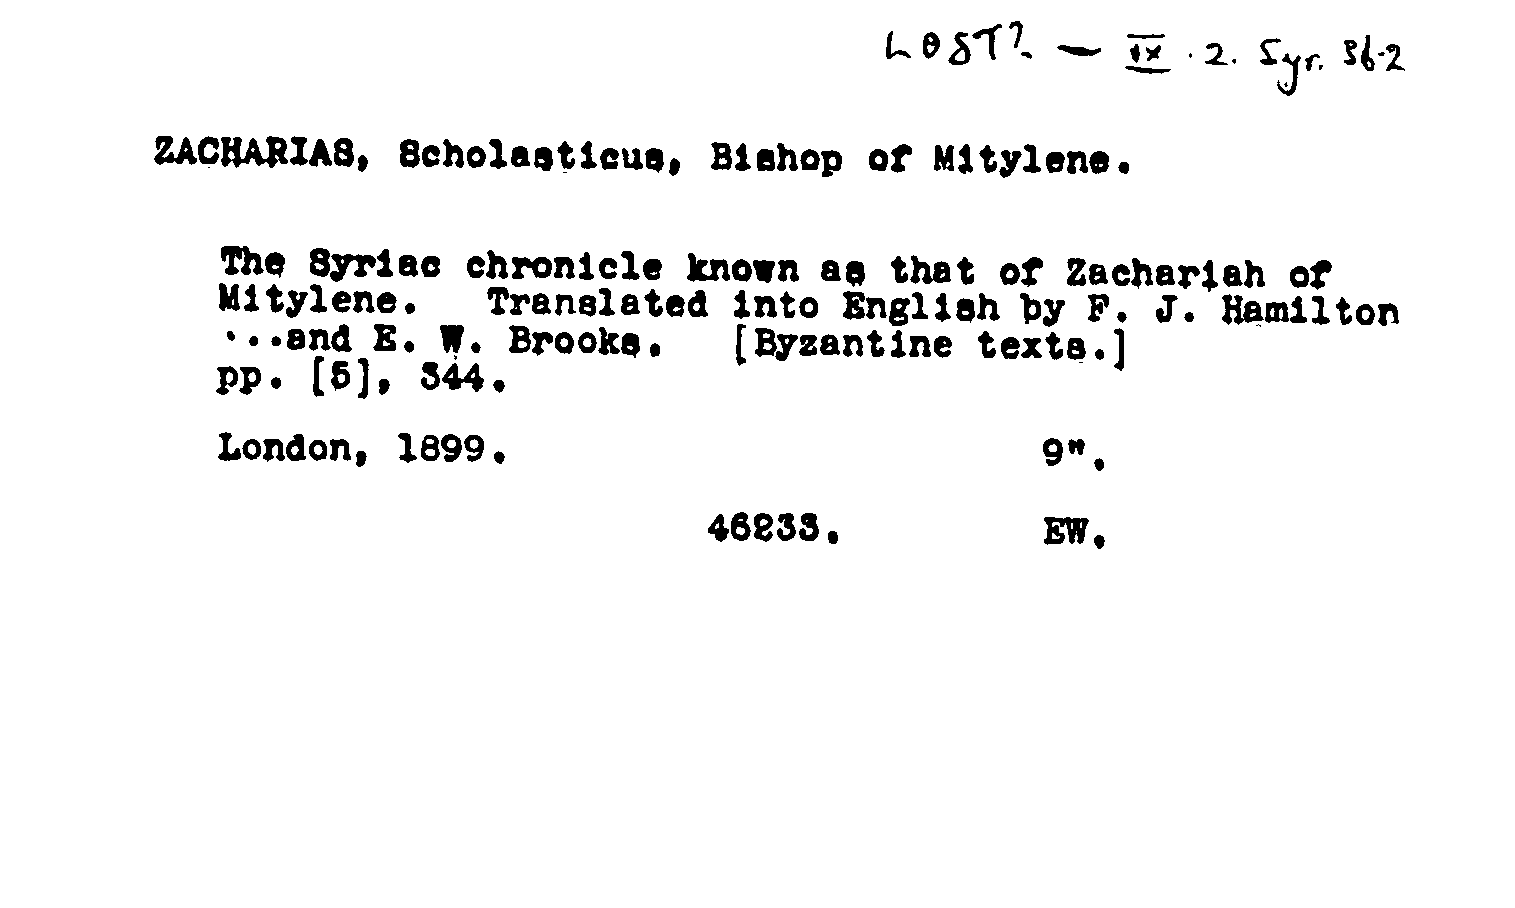 LOST? — IX . 2. Syr. 36.2
ZACHARIAS, Scholasticus, Bishop of Mitylene.
The Syriac chronicle known as that of Zachariah of
Mitylene. Translated into English by F. J. Hamilton
...and E. W. Brooks. [Byzantine texts.]
pp. [5], 344.
London, 1899. 9".
46233. EW.